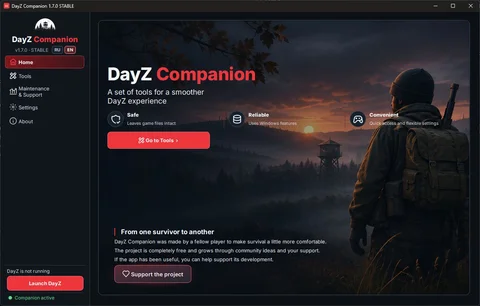 DayZ Companion 1.7.0 STABLE
DayZ Companion
v1.7.0 · STABLE RU EN
Home
Tools
Maintenance
& Support
Settings
About
DayZ is not running
Launch DayZ
Companion active
DayZ Companion
A set of tools for a smoother
DayZ experience
Safe
Leaves game files intact
Reliable
Uses Windows features
Convenient
Quick access and flexible settings
Go to Tools ›
From one survivor to another
DayZ Companion was made by a fellow player to make survival a little more comfortable.
The project is completely free and grows through community ideas and your support.
If the app has been useful, you can help support its development.
Support the project